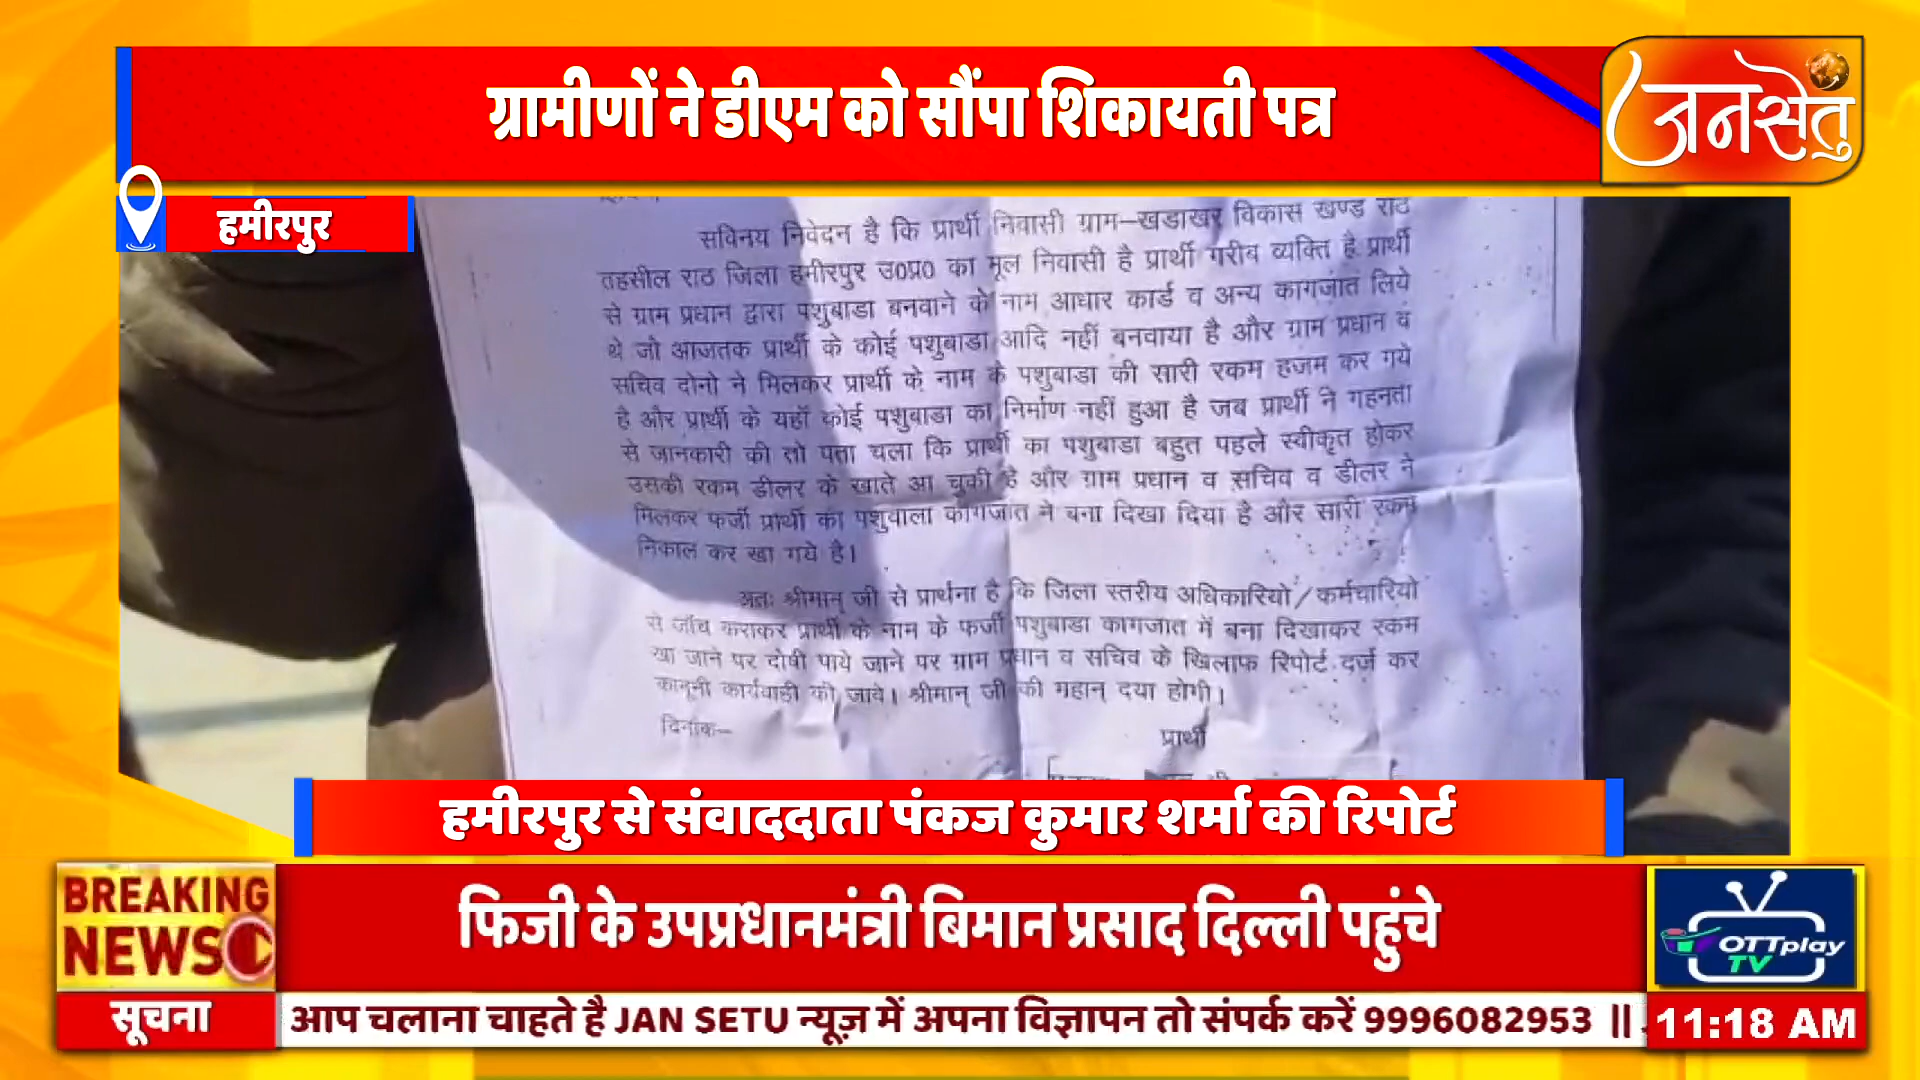 ग्रामीणों ने डीएम को सौंपा शिकायती पत्र
जनसेतु
हमीरपुर
सविनय निवेदन है कि प्रार्थी निवासी ग्राम–खडाखर विकास खण्ड राठ
तहसील राठ जिला हमीरपुर उ0प्र0 का मूल निवासी है प्रार्थी गरीब व्यक्ति है प्रार्थी
से ग्राम प्रधान द्वारा पशुबाडा बनवाने के नाम आधार कार्ड व अन्य कागजात लिये
थे जो आजतक प्रार्थी के कोई पशुबाडा आदि नहीं बनवाया है और ग्राम प्रधान व
सचिव दोनो ने मिलकर प्रार्थी के नाम के पशुबाडा की सारी रकम हजम कर गये
है और प्रार्थी के यहाँ कोई पशुबाडा का निर्माण नहीं हुआ है जब प्रार्थी ने गहनता
से जानकारी की तो पता चला कि प्रार्थी का पशुबाडा बहुत पहले स्वीकृत होकर
उसकी रकम डीलर के खाते आ चुकी है और ग्राम प्रधान व सचिव व डीलर ने
मिलकर फर्जी प्रार्थी का पशुवाला कागजात ने बना दिखा दिया है और सारी रकम
निकाल कर खा गये है।
अतः श्रीमान् जी से प्रार्थना है कि जिला स्तरीय अधिकारियो/कर्मचारियो
से जॉच कराकर प्रार्थी के नाम के फर्जी पशुबाडा कागजात में बना दिखाकर रकम
खा जाने पर दोषी पाये जाने पर ग्राम प्रधान व सचिव के खिलाफ रिपोर्ट दर्ज कर
कानूनी कार्यवाही की जावे। श्रीमान् जी की महान् दया होगी।
दिनांक–
प्रार्थी
हमीरपुर से संवाददाता पंकज कुमार शर्मा की रिपोर्ट
BREAKING
NEWS
फिजी के उपप्रधानमंत्री बिमान प्रसाद दिल्ली पहुंचे
OTTplay
TV
सूचना
आप चलाना चाहते है JAN SETU न्यूज़ में अपना विज्ञापन तो संपर्क करें 9996082953 ||
11:18 AM